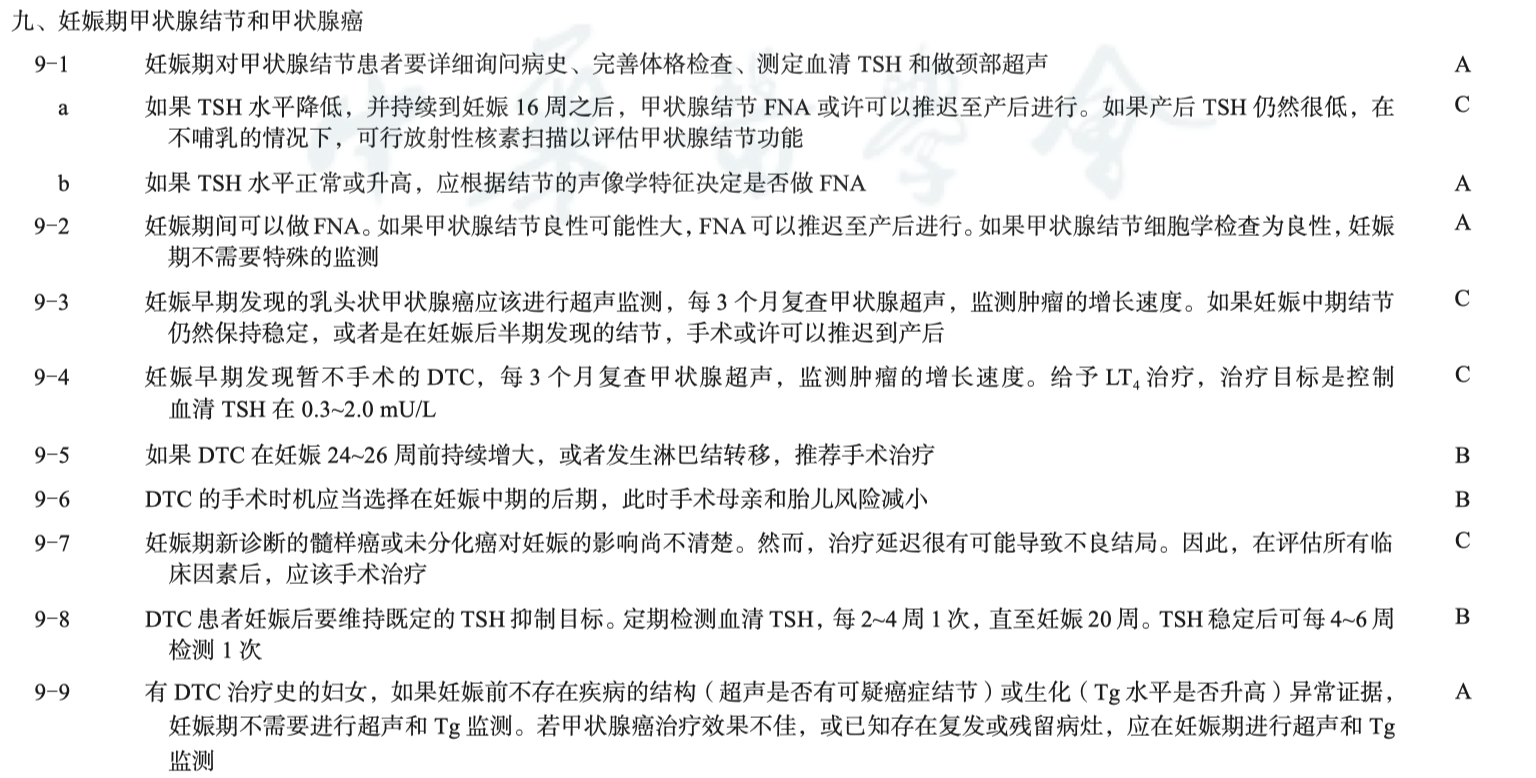 九、妊娠期甲状腺结节和甲状腺癌
9-1 妊娠期对甲状腺结节患者要详细询问病史、完善体格检查、测定血清 TSH 和做颈部超声 A
a 如果 TSH 水平降低，并持续到妊娠 16 周之后，甲状腺结节 FNA 或许可以推迟至产后进行。如果产后 TSH 仍然很低，在 C
不哺乳的情况下，可行放射性核素扫描以评估甲状腺结节功能
b 如果 TSH 水平正常或升高，应根据结节的声像学特征决定是否做 FNA A
9-2 妊娠期间可以做 FNA。如果甲状腺结节良性可能性大，FNA 可以推迟至产后进行。如果甲状腺结节细胞学检查为良性，妊娠 A
期不需要特殊的监测
9-3 妊娠早期发现的乳头状甲状腺癌应该进行超声监测，每 3 个月复查甲状腺超声，监测肿瘤的增长速度。如果妊娠中期结节 C
仍然保持稳定，或者是在妊娠后半期发现的结节，手术或许可以推迟到产后
9-4 妊娠早期发现暂不手术的 DTC，每 3 个月复查甲状腺超声，监测肿瘤的增长速度。给予 LT₄ 治疗，治疗目标是控制 C
血清 TSH 在 0.3~2.0 mU/L
9-5 如果 DTC 在妊娠 24~26 周前持续增大，或者发生淋巴结转移，推荐手术治疗 B
9-6 DTC 的手术时机应当选择在妊娠中期的后期，此时手术母亲和胎儿风险减小 B
9-7 妊娠期新诊断的髓样癌或未分化癌对妊娠的影响尚不清楚。然而，治疗延迟很有可能导致不良结局。因此，在评估所有临 C
床因素后，应该手术治疗
9-8 DTC 患者妊娠后要维持既定的 TSH 抑制目标。定期检测血清 TSH，每 2~4 周 1 次，直至妊娠 20 周。TSH 稳定后可每 4~6 周 B
检测 1 次
9-9 有 DTC 治疗史的妇女，如果妊娠前不存在疾病的结构（超声是否有可疑癌症结节）或生化（Tg 水平是否升高）异常证据， A
妊娠期不需要进行超声和 Tg 监测。若甲状腺癌治疗效果不佳，或已知存在复发或残留病灶，应在妊娠期进行超声和 Tg
监测